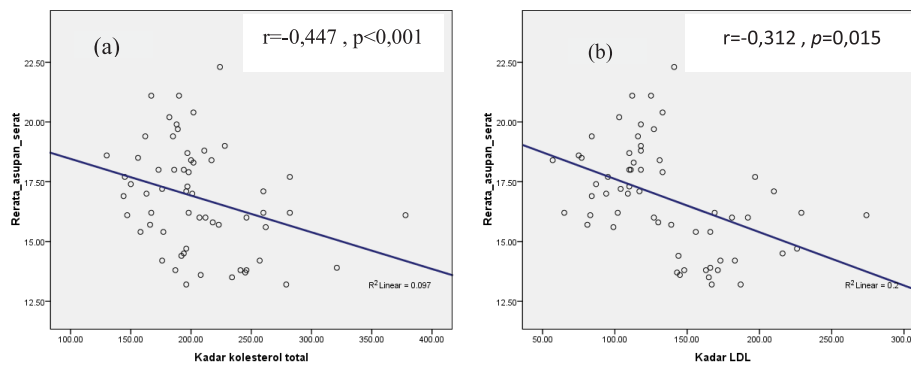 (a)
r=-0,447 , p<0,001
Rerata_asupan_serat
22.50
20.00
17.50
15.00
12.50
R² Linear = 0.097
100.00 150.00 200.00 250.00 300.00 350.00 400.00
Kadar kolesterol total
(b)
r=-0,312 , p=0,015
Rerata_asupan_serat
22.50
20.00
17.50
15.00
12.50
R² Linear = 0.2
50.00 100.00 150.00 200.00 250.00 300.00
Kadar LDL